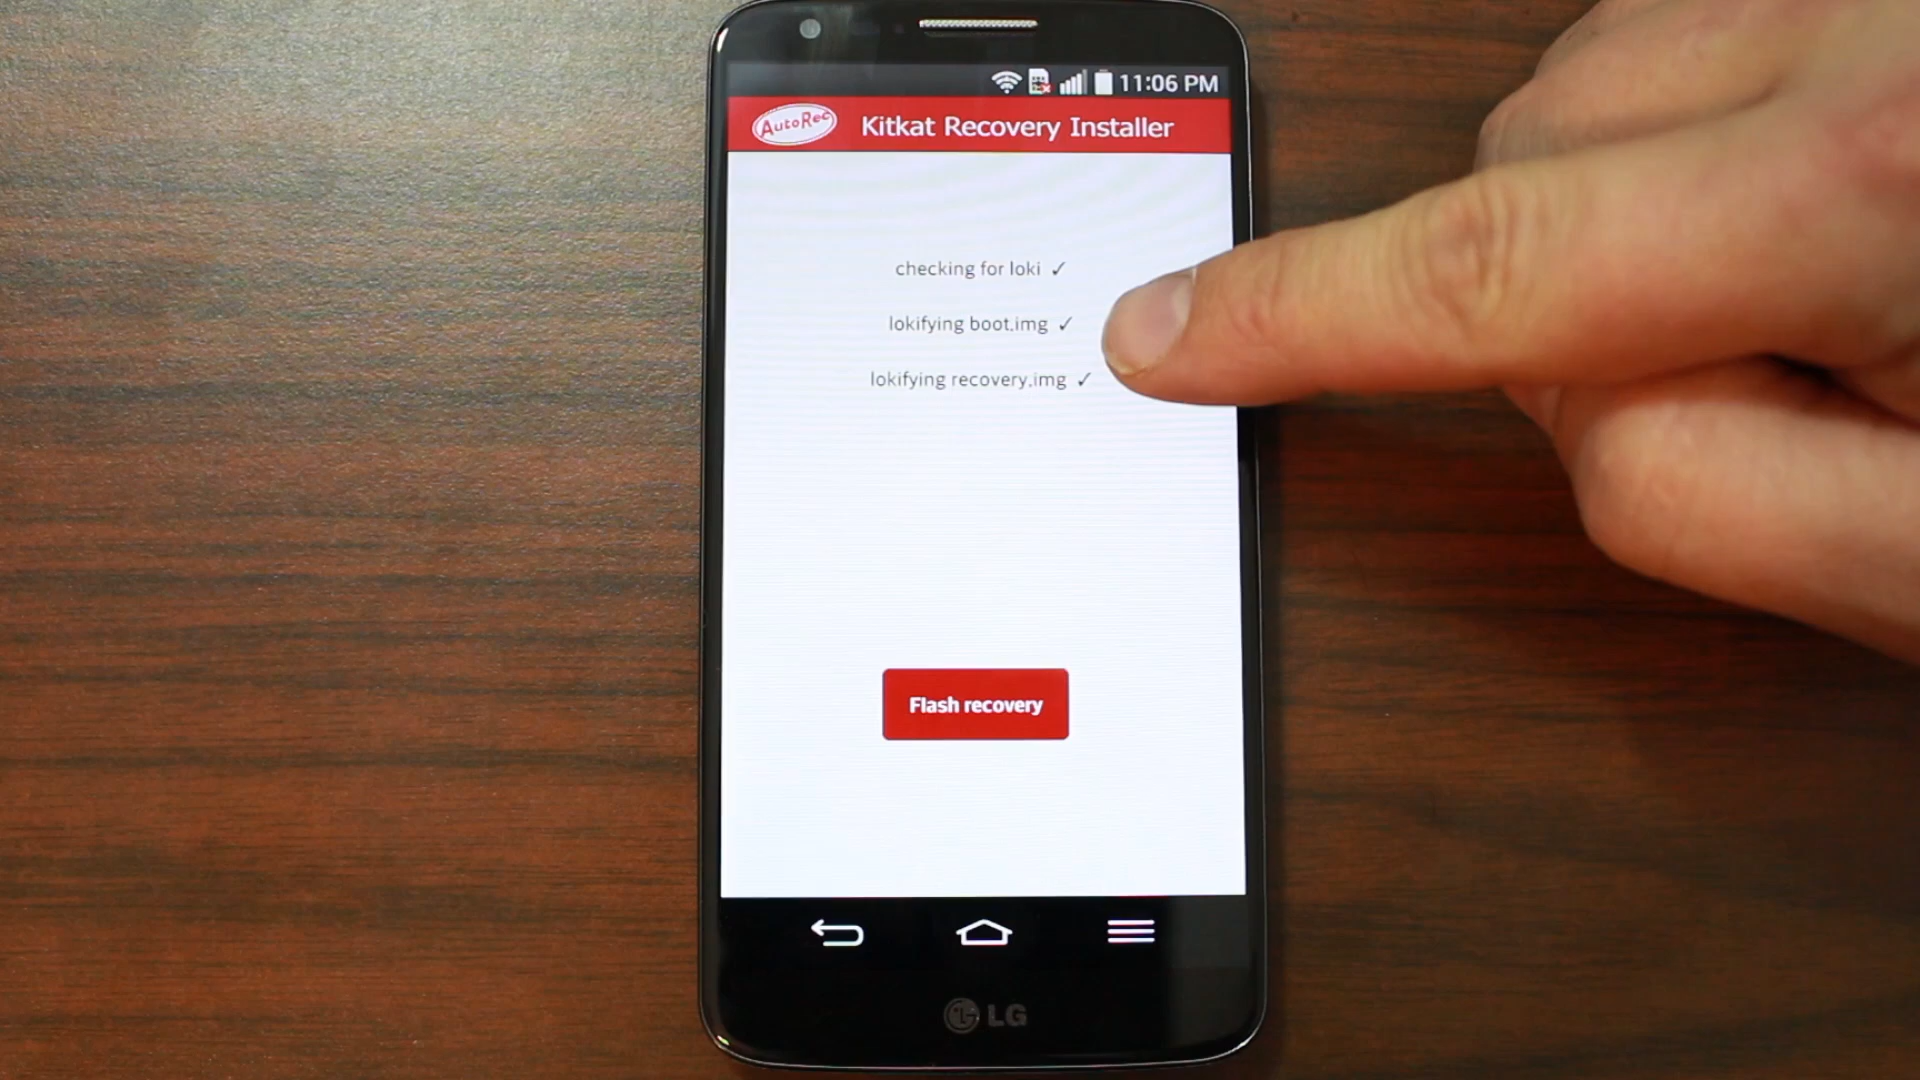 11:06 PM
AutoRec
Kitkat Recovery Installer
checking for loki ✓
lokifying boot.img ✓
lokifying recovery.img ✓
Flash recovery
LG